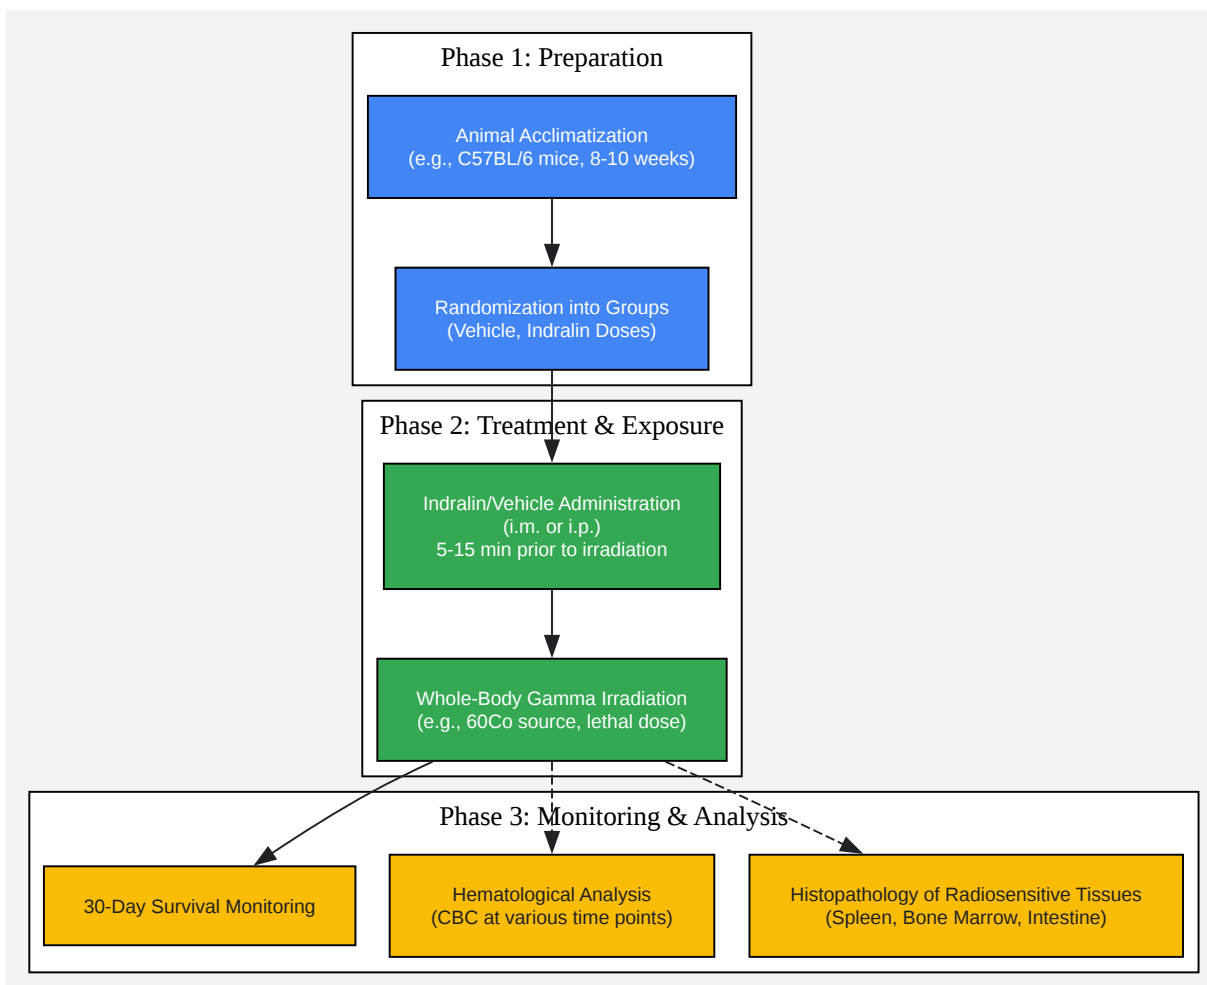 Phase 1: Preparation
Animal Acclimatization
(e.g., C57BL/6 mice, 8-10 weeks)
Randomization into Groups
(Vehicle, Indralin Doses)
Phase 2: Treatment & Exposure
Indralin/Vehicle Administration
(i.m. or i.p.)
5-15 min prior to irradiation
Whole-Body Gamma Irradiation
(e.g., 60Co source, lethal dose)
Phase 3: Monitoring & Analysis
30-Day Survival Monitoring
Hematological Analysis
(CBC at various time points)
Histopathology of Radiosensitive Tissues
(Spleen, Bone Marrow, Intestine)